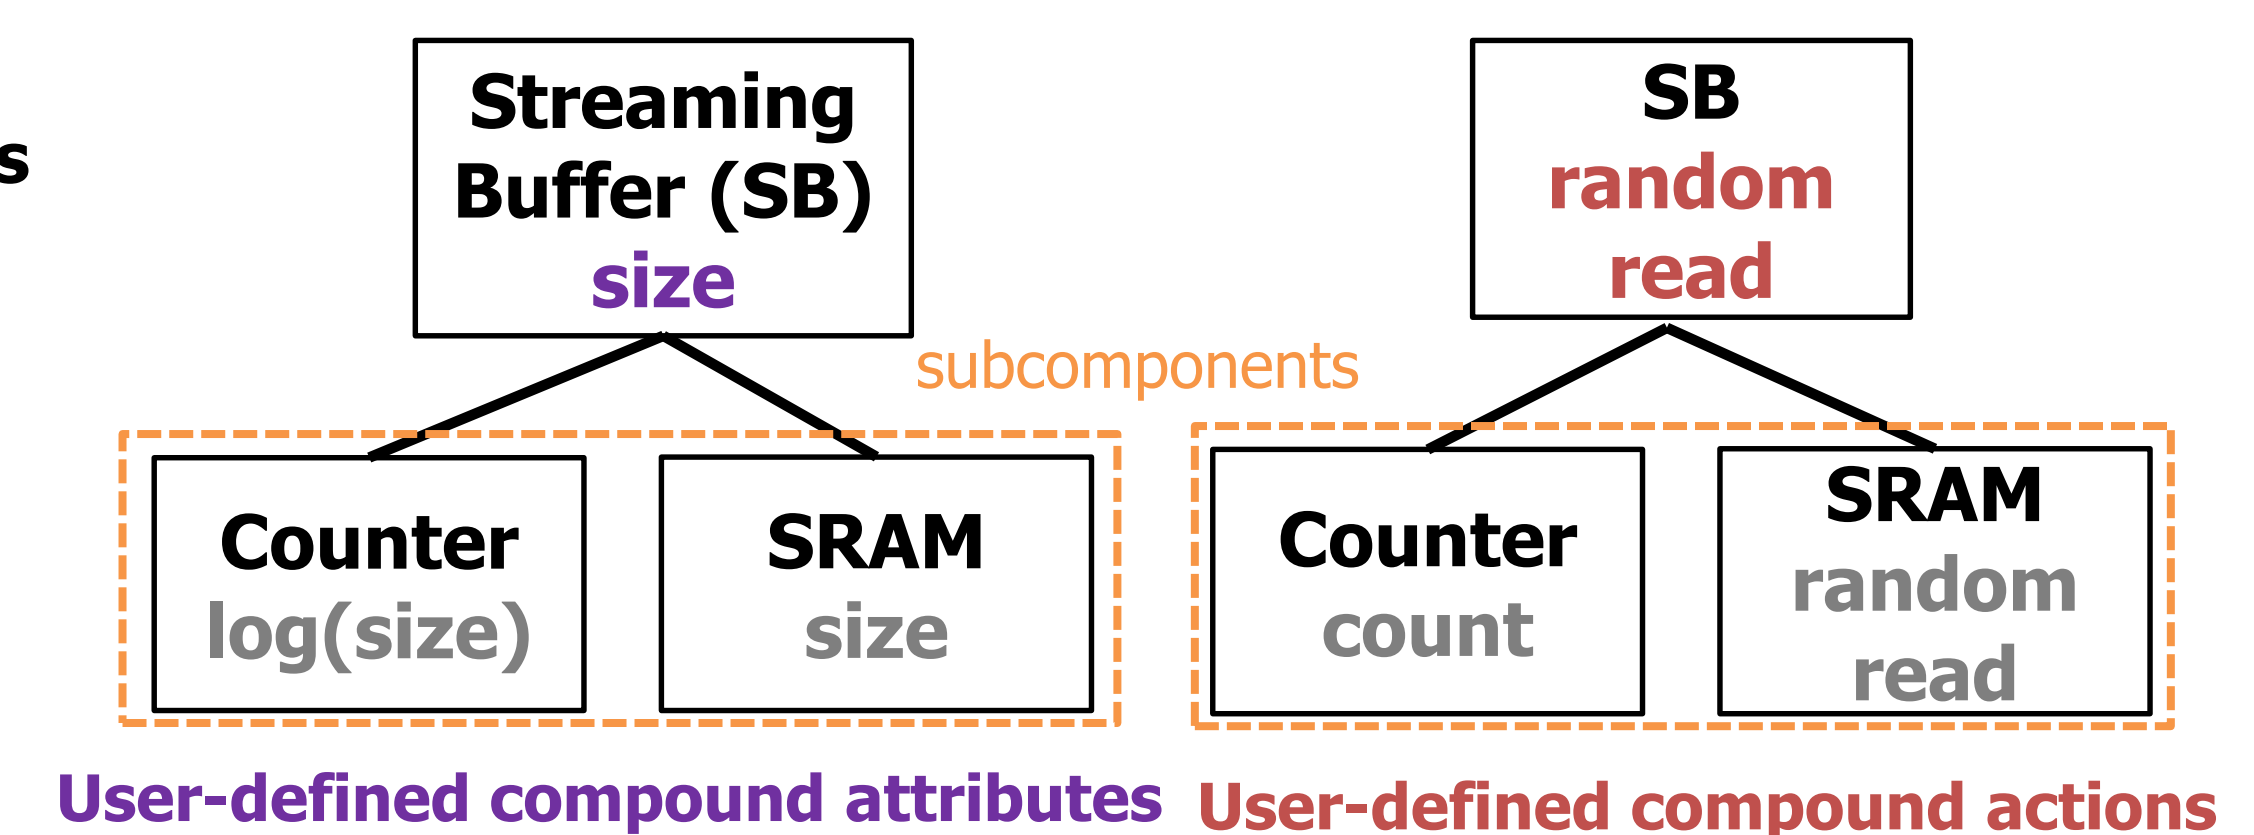 Streaming
Buffer (SB)
size
SB
random
read
subcomponents
Counter
log(size)
SRAM
size
Counter
count
SRAM
random
read
User-defined compound attributes
User-defined compound actions